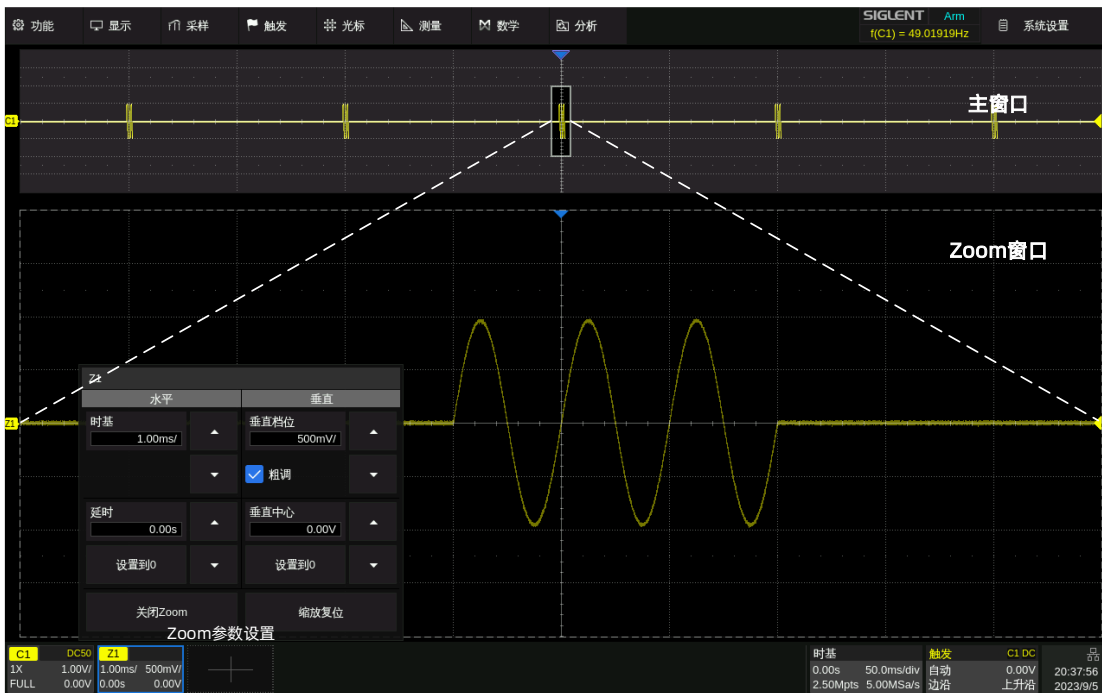 功能 显示 采样 触发 光标 测量 数学 分析 SIGLENT Arm 系统设置
f(C1) = 49.01919Hz
主窗口
C1
Zoom窗口
Z1
Z1
水平 垂直
时基 垂直档位
1.00ms/ 500mV/
粗调
延时 垂直中心
0.00s 0.00V
设置到0 设置到0
关闭Zoom 缩放复位
Zoom参数设置
C1 DC50 Z1 时基 触发 C1 DC
1X 1.00V/ 1.00ms/ 500mV/ 0.00s 50.0ms/div 自动 0.00V 20:37:56
FULL 0.00V 0.00s 0.00V 2.50Mpts 5.00MSa/s 边沿 上升沿 2023/9/5